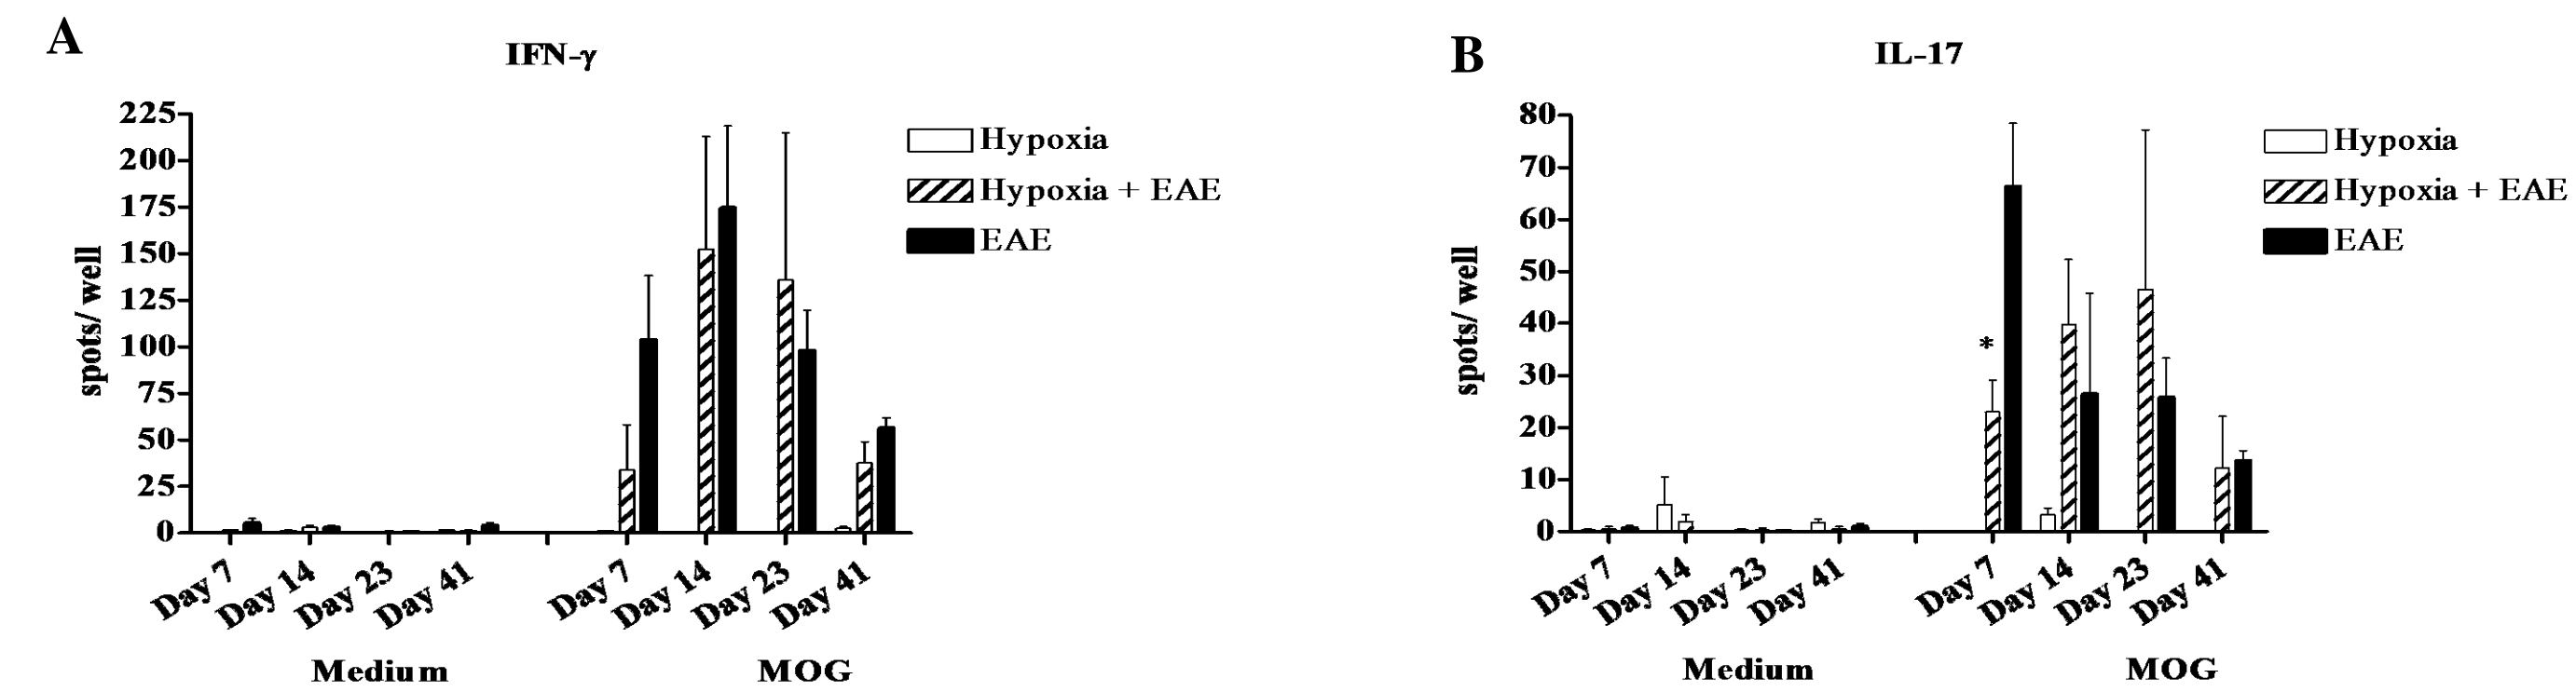 A
IFN-γ
225
200
175
150
125
100
75
50
25
0
spots/ well
Hypoxia
Hypoxia + EAE
EAE
Day 7
Day 14
Day 23
Day 41
Day 7
Day 14
Day 23
Day 41
Medium
MOG
B
IL-17
80
70
60
50
40
30
20
10
0
spots/ well
*
Hypoxia
Hypoxia + EAE
EAE
Day 7
Day 14
Day 23
Day 41
Day 7
Day 14
Day 23
Day 41
Medium
MOG